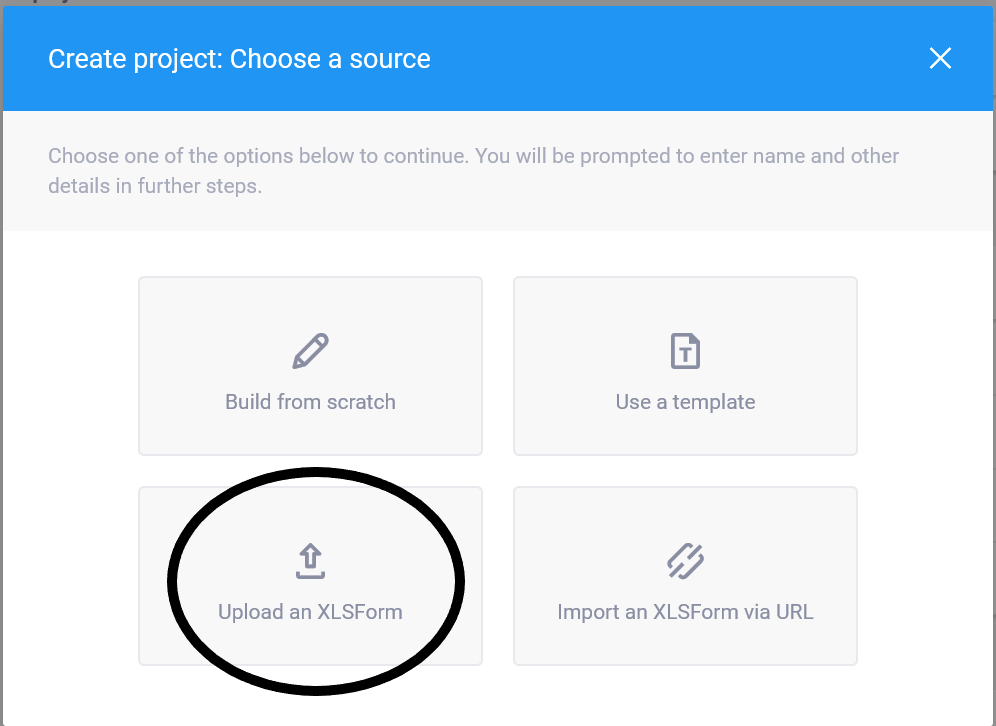 Create project: Choose a source
Choose one of the options below to continue. You will be prompted to enter name and other
details in further steps.
Build from scratch
Use a template
T
Upload an XLSForm
Import an XLSForm via URL